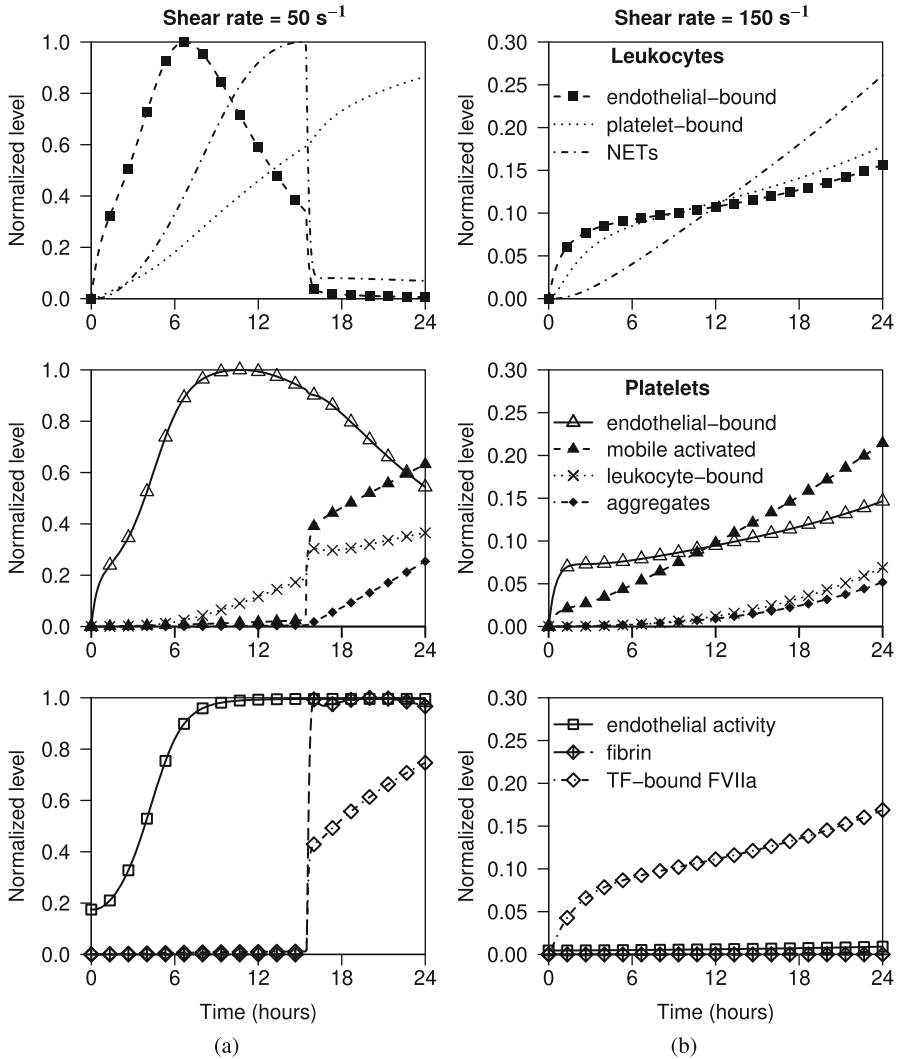 Shear rate = 50 s⁻¹
Shear rate = 150 s⁻¹
Normalized level
1.0
0.8
0.6
0.4
0.2
0.0
0 6 12 18 24
Normalized level
0.30
0.25
0.20
0.15
0.10
0.05
0.00
0 6 12 18 24
Leukocytes
endothelial−bound
platelet−bound
NETs
Normalized level
1.0
0.8
0.6
0.4
0.2
0.0
0 6 12 18 24
Normalized level
0.30
0.25
0.20
0.15
0.10
0.05
0.00
0 6 12 18 24
Platelets
endothelial−bound
mobile activated
leukocyte−bound
aggregates
Normalized level
1.0
0.8
0.6
0.4
0.2
0.0
0 6 12 18 24
Time (hours)
(a)
Normalized level
0.30
0.25
0.20
0.15
0.10
0.05
0.00
0 6 12 18 24
endothelial activity
fibrin
TF−bound FVIIa
Time (hours)
(b)